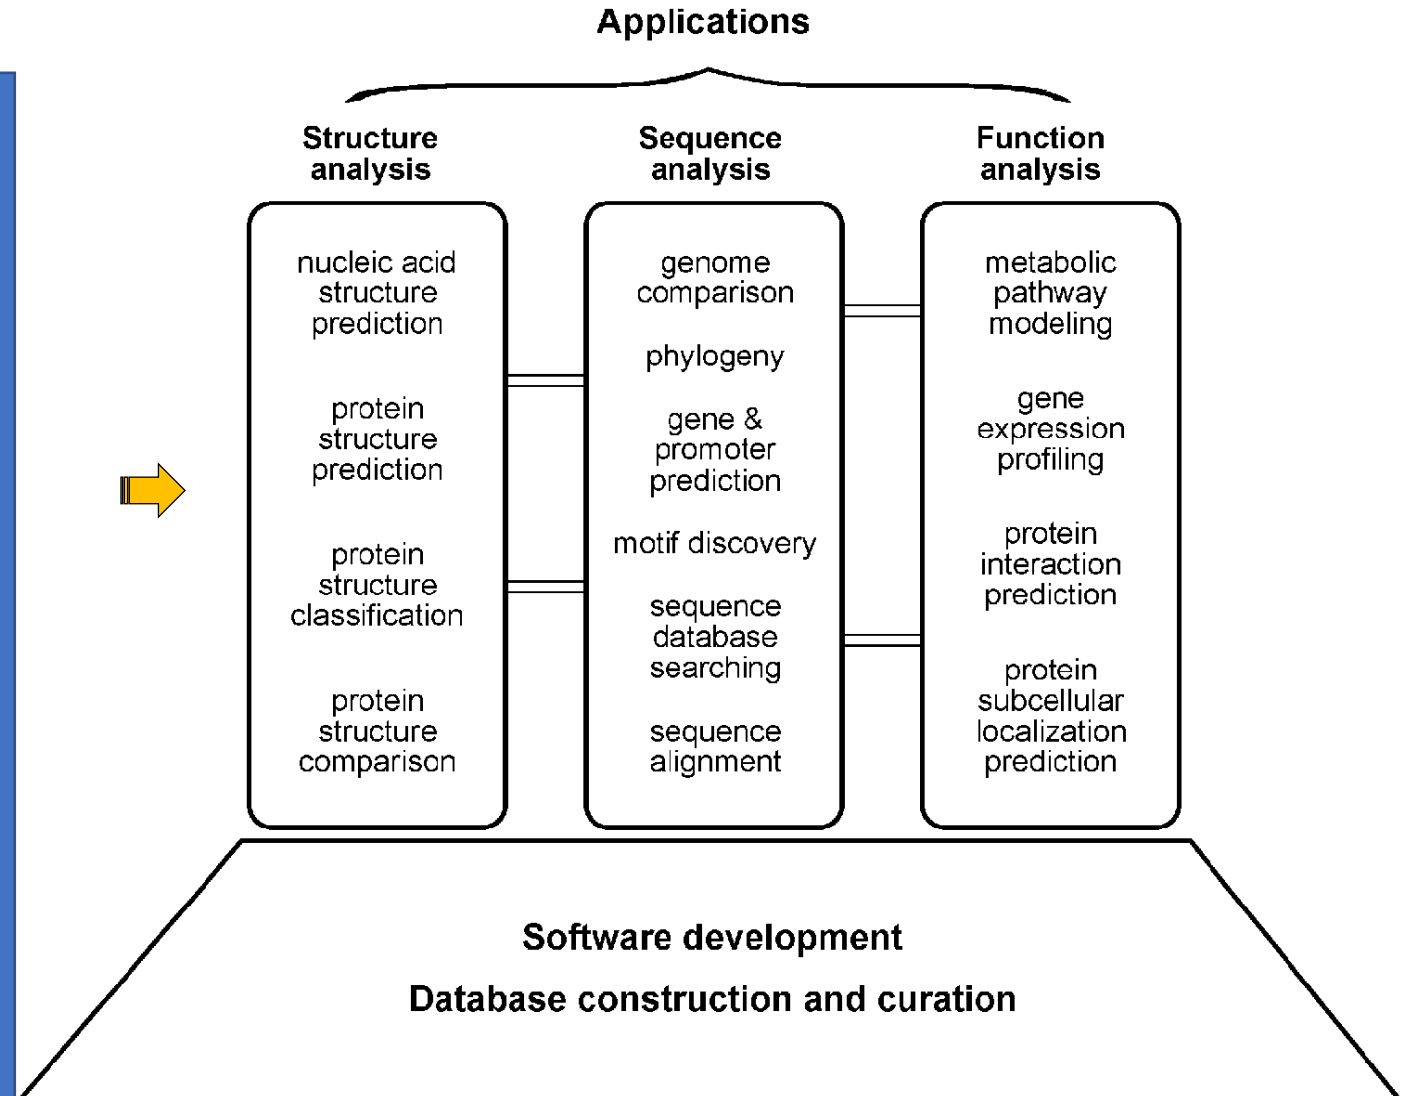 Applications
Structure
analysis
nucleic acid
structure
prediction
protein
structure
prediction
protein
structure
classification
protein
structure
comparison
Sequence
analysis
genome
comparison
phylogeny
gene &
promoter
prediction
motif discovery
sequence
database
searching
sequence
alignment
Function
analysis
metabolic
pathway
modeling
gene
expression
profiling
protein
interaction
prediction
protein
subcellular
localization
prediction
Software development
Database construction and curation